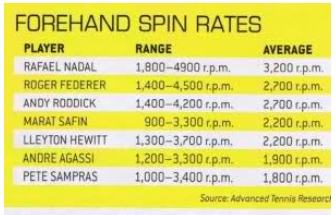 FOREHAND SPIN RATES
PLAYER RANGE AVERAGE
RAFAEL NADAL 1,800–4900 r.p.m. 3,200 r.p.m.
ROGER FEDERER 1,400–4,500 r.p.m. 2,700 r.p.m.
ANDY RODDICK 1,400–4,200 r.p.m. 2,700 r.p.m.
MARAT SAFIN 900–3,300 r.p.m. 2,200 r.p.m.
LLEYTON HEWITT 1,300–3,700 r.p.m. 2,200 r.p.m.
ANDRE AGASSI 1,200–3,300 r.p.m. 1,900 r.p.m.
PETE SAMPRAS 1,000–3,400 r.p.m. 1,800 r.p.m.
Source: Advanced Tennis Research